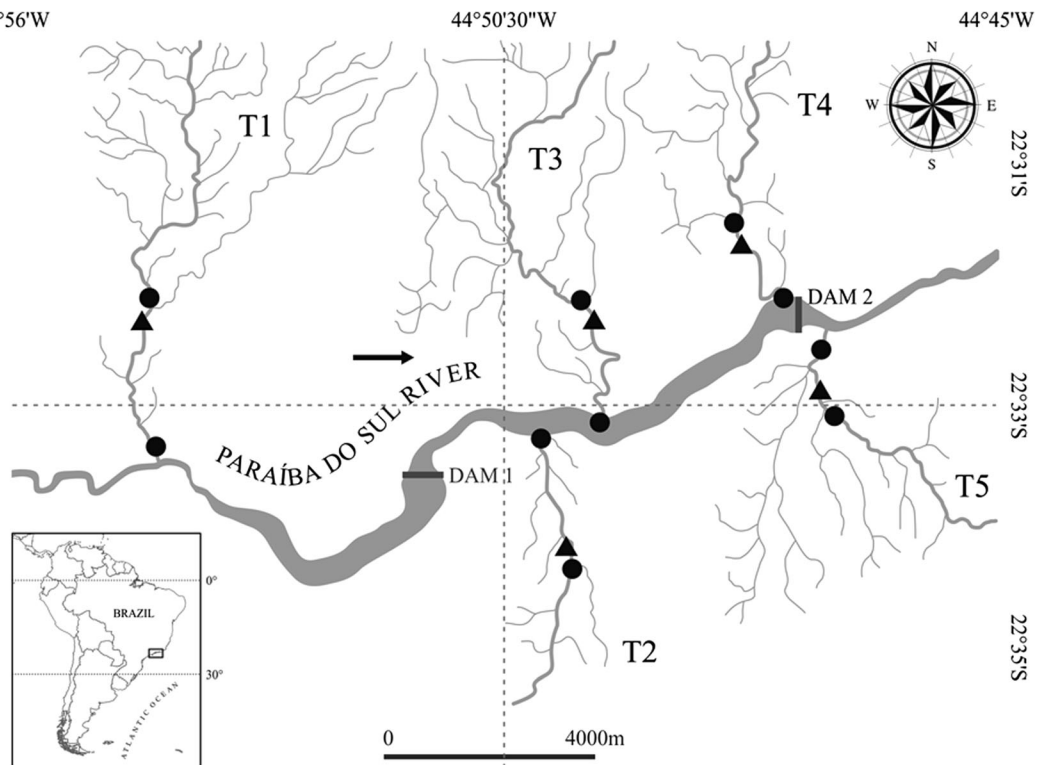 °56'W
44°50'30"W
44°45'W
N
W
E
S
T1
T3
T4
22°31'S
DAM 2
PARAÍBA DO SUL RIVER
22°33'S
DAM 1
T5
T2
22°35'S
0°
BRAZIL
30°
ATLANTIC OCEAN
0
4000m